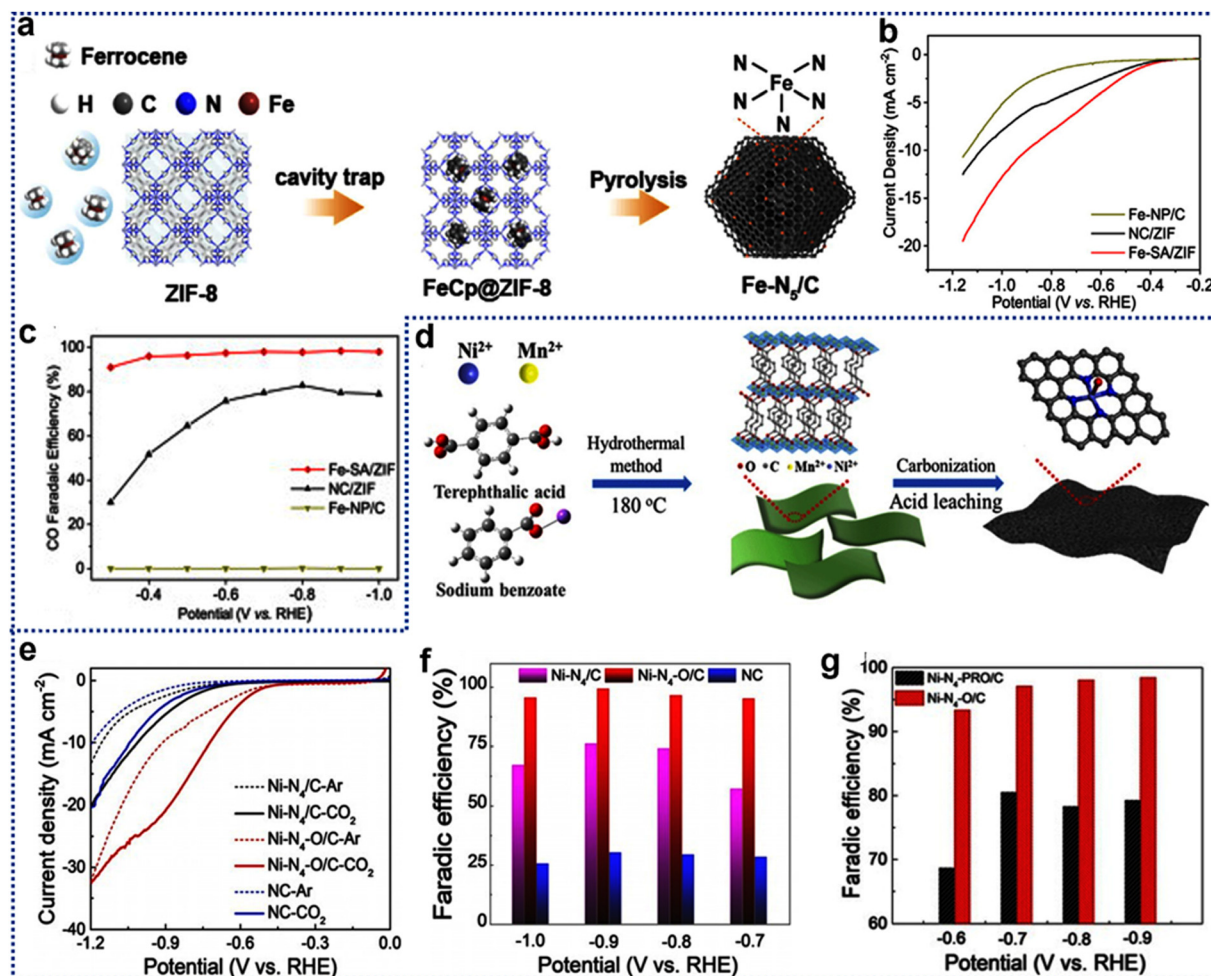 a
Ferrocene
H C N Fe
ZIF-8
cavity trap
FeCp@ZIF-8
Pyrolysis
N Fe N
N N
N
Fe-N₅/C
b
Current Density (mA cm⁻²)
0
-5
-10
-15
-20
Fe-NP/C
NC/ZIF
Fe-SA/ZIF
-1.2 -1.0 -0.8 -0.6 -0.4 -0.2
Potential (V vs. RHE)
c
CO Faradaic Efficiency (%)
100
80
60
40
20
0
Fe-SA/ZIF
NC/ZIF
Fe-NP/C
-0.4 -0.6 -0.8 -1.0
Potential (V vs. RHE)
d
Ni²⁺ Mn²⁺
Terephthalic acid
Sodium benzoate
Hydrothermal
method
180 °C
O C Mn²⁺ Ni²⁺
Carbonization
Acid leaching
e
Current density (mA cm⁻²)
0
-10
-20
-30
-40
Ni-N₄/C-Ar
Ni-N₄/C-CO₂
Ni-N₄-O/C-Ar
Ni-N₄-O/C-CO₂
NC-Ar
NC-CO₂
-1.2 -0.9 -0.6 -0.3 0.0
Potential (V vs. RHE)
f
Faradic efficiency (%)
100
75
50
25
0
Ni-N₄/C Ni-N₄-O/C NC
-1.0 -0.9 -0.8 -0.7
Potential (V vs. RHE)
g
Faradic efficiency (%)
100
90
80
70
60
Ni-N₄-PRO/C
Ni-N₄-O/C
-0.6 -0.7 -0.8 -0.9
Potential (V vs. RHE)